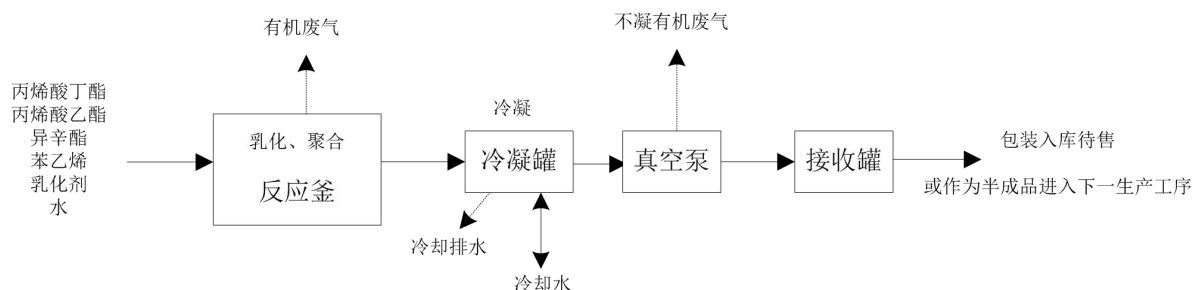 有机废气
不凝有机废气
丙烯酸丁酯
丙烯酸乙酯
异辛酯
苯乙烯
乳化剂
水
乳化、聚合
反应釜
冷凝
冷凝罐
真空泵
接收罐
包装入库待售
或作为半成品进入下一生产工序
冷却排水
冷却水